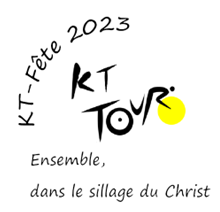 KT-Fête 2023
KT
TOUR
Ensemble,
dans le sillage du Christ